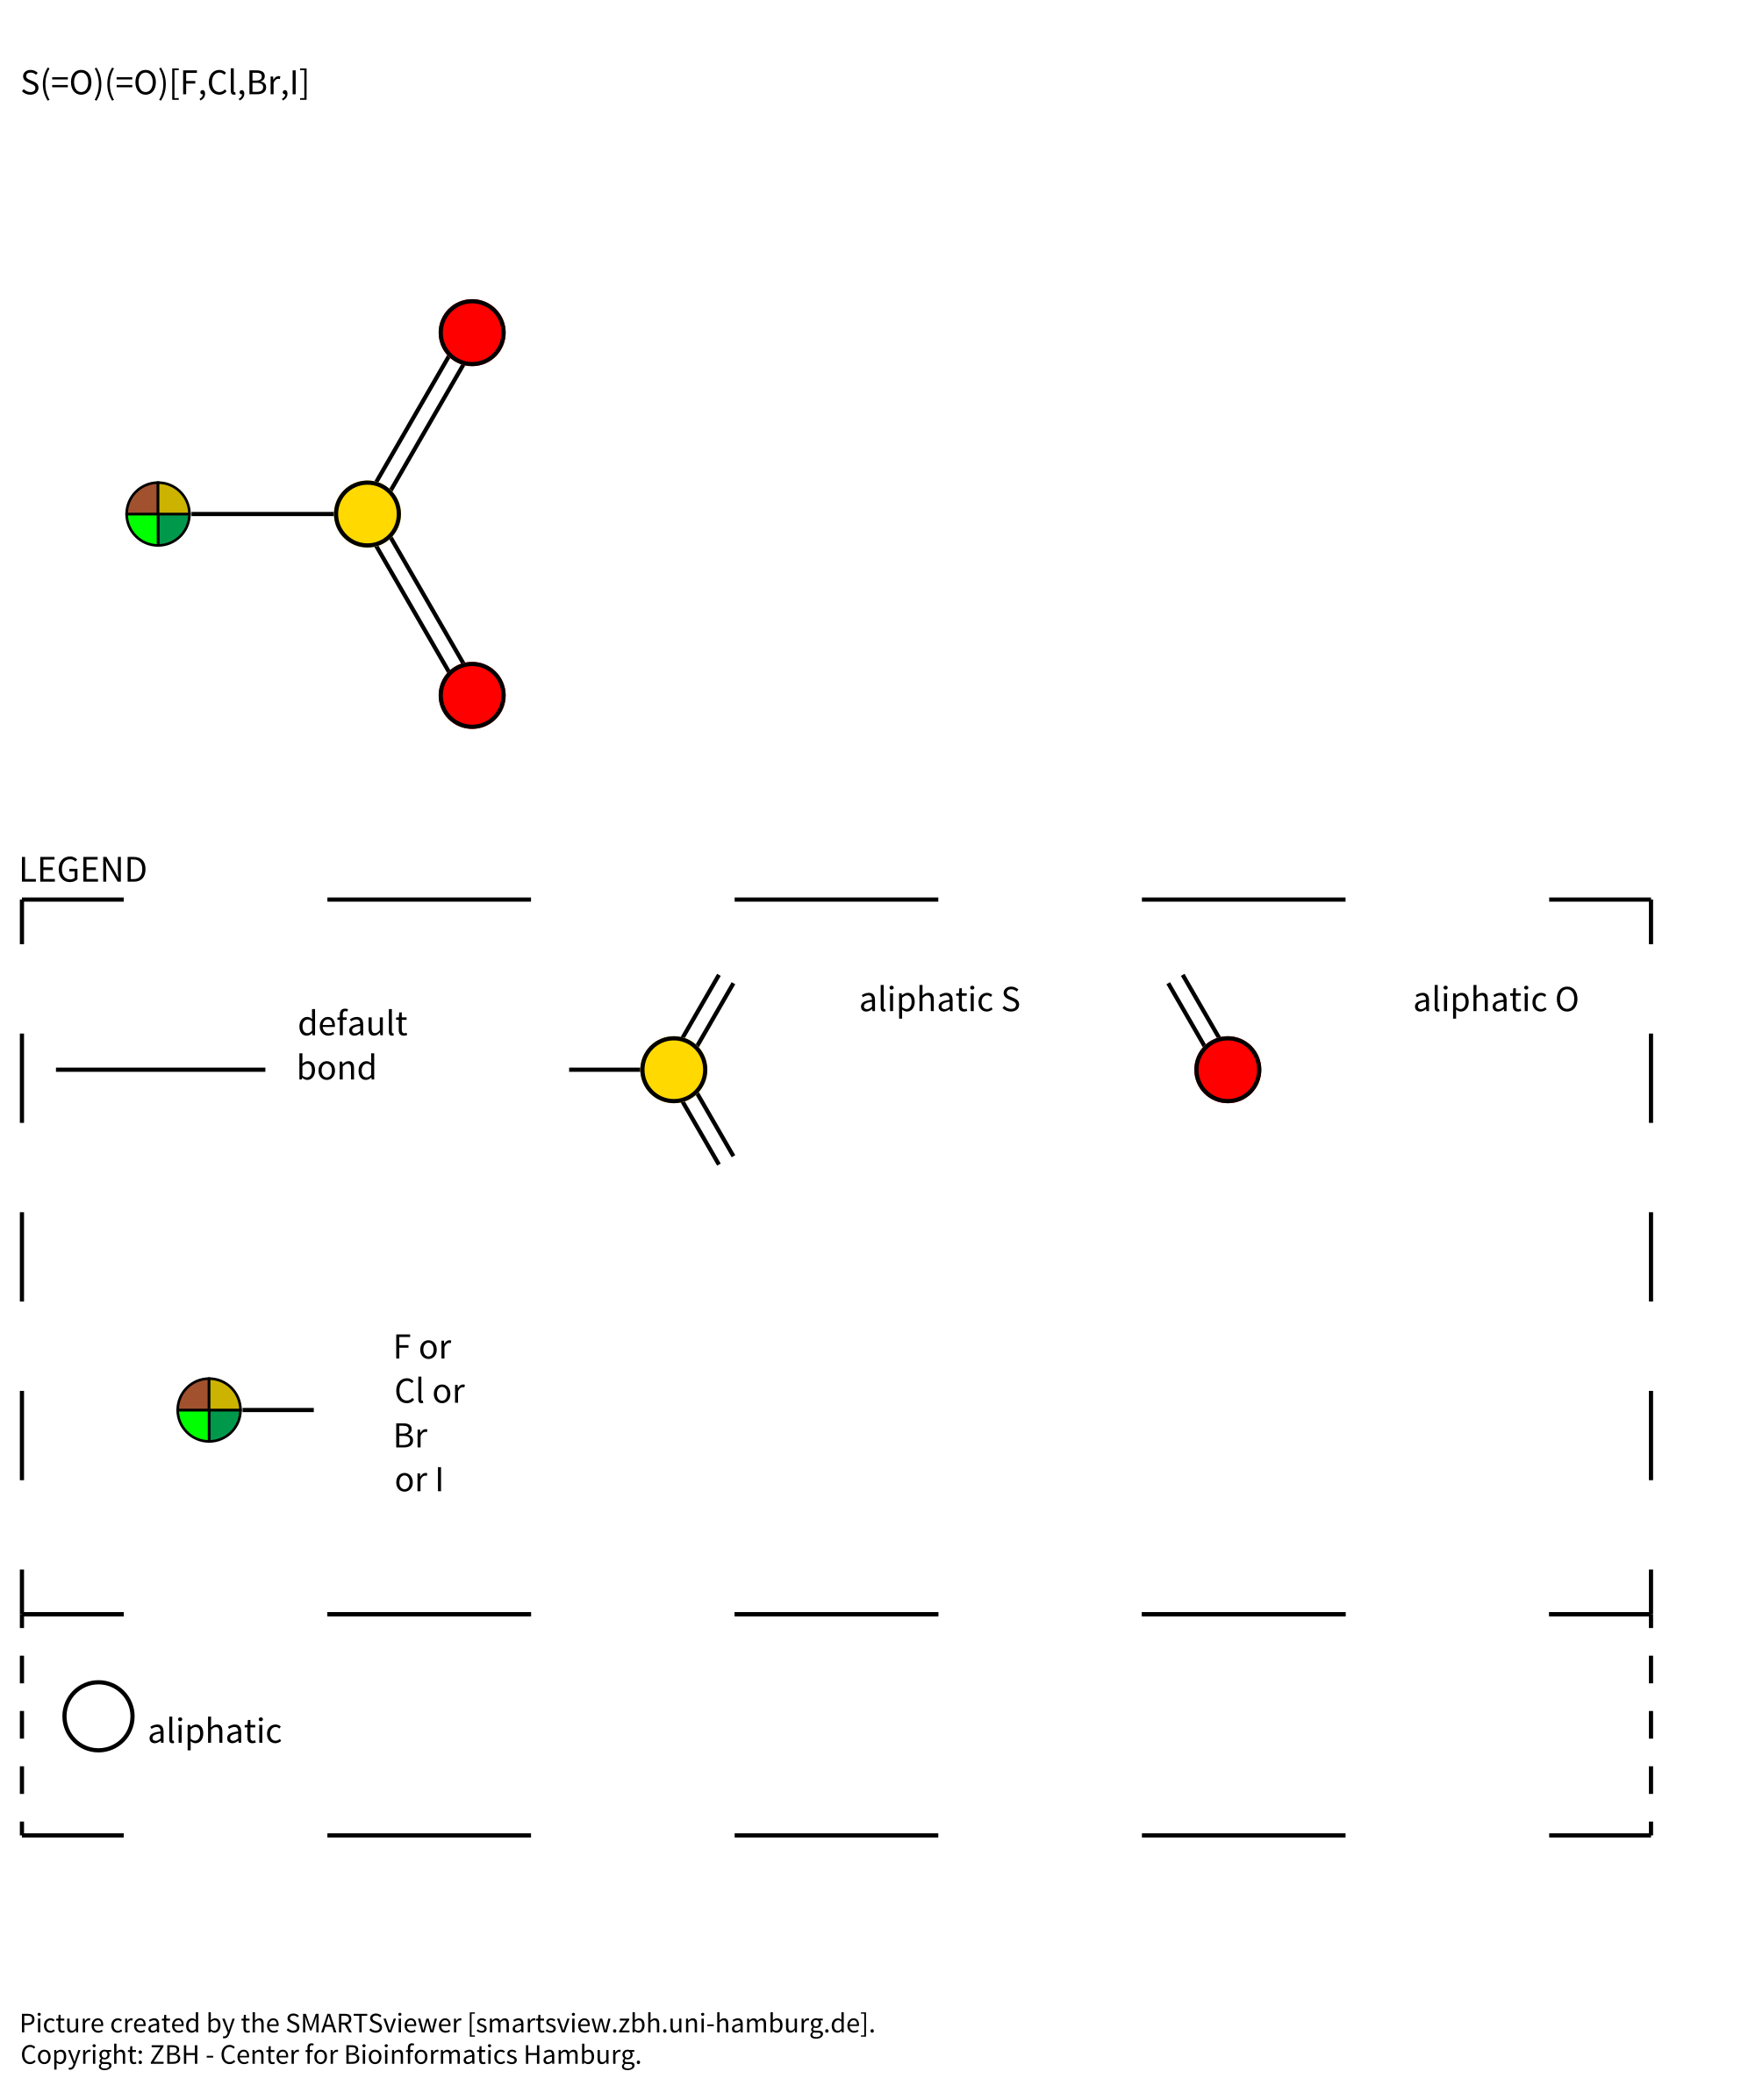 S(=O)(=O)[F,Cl,Br,I]
LEGEND
default
bond
aliphatic S
aliphatic O
F or
Cl or
Br
or I
aliphatic
Picture created by the SMARTSviewer [smartsview.zbh.uni-hamburg.de].
Copyright: ZBH - Center for Bioinformatics Hamburg.